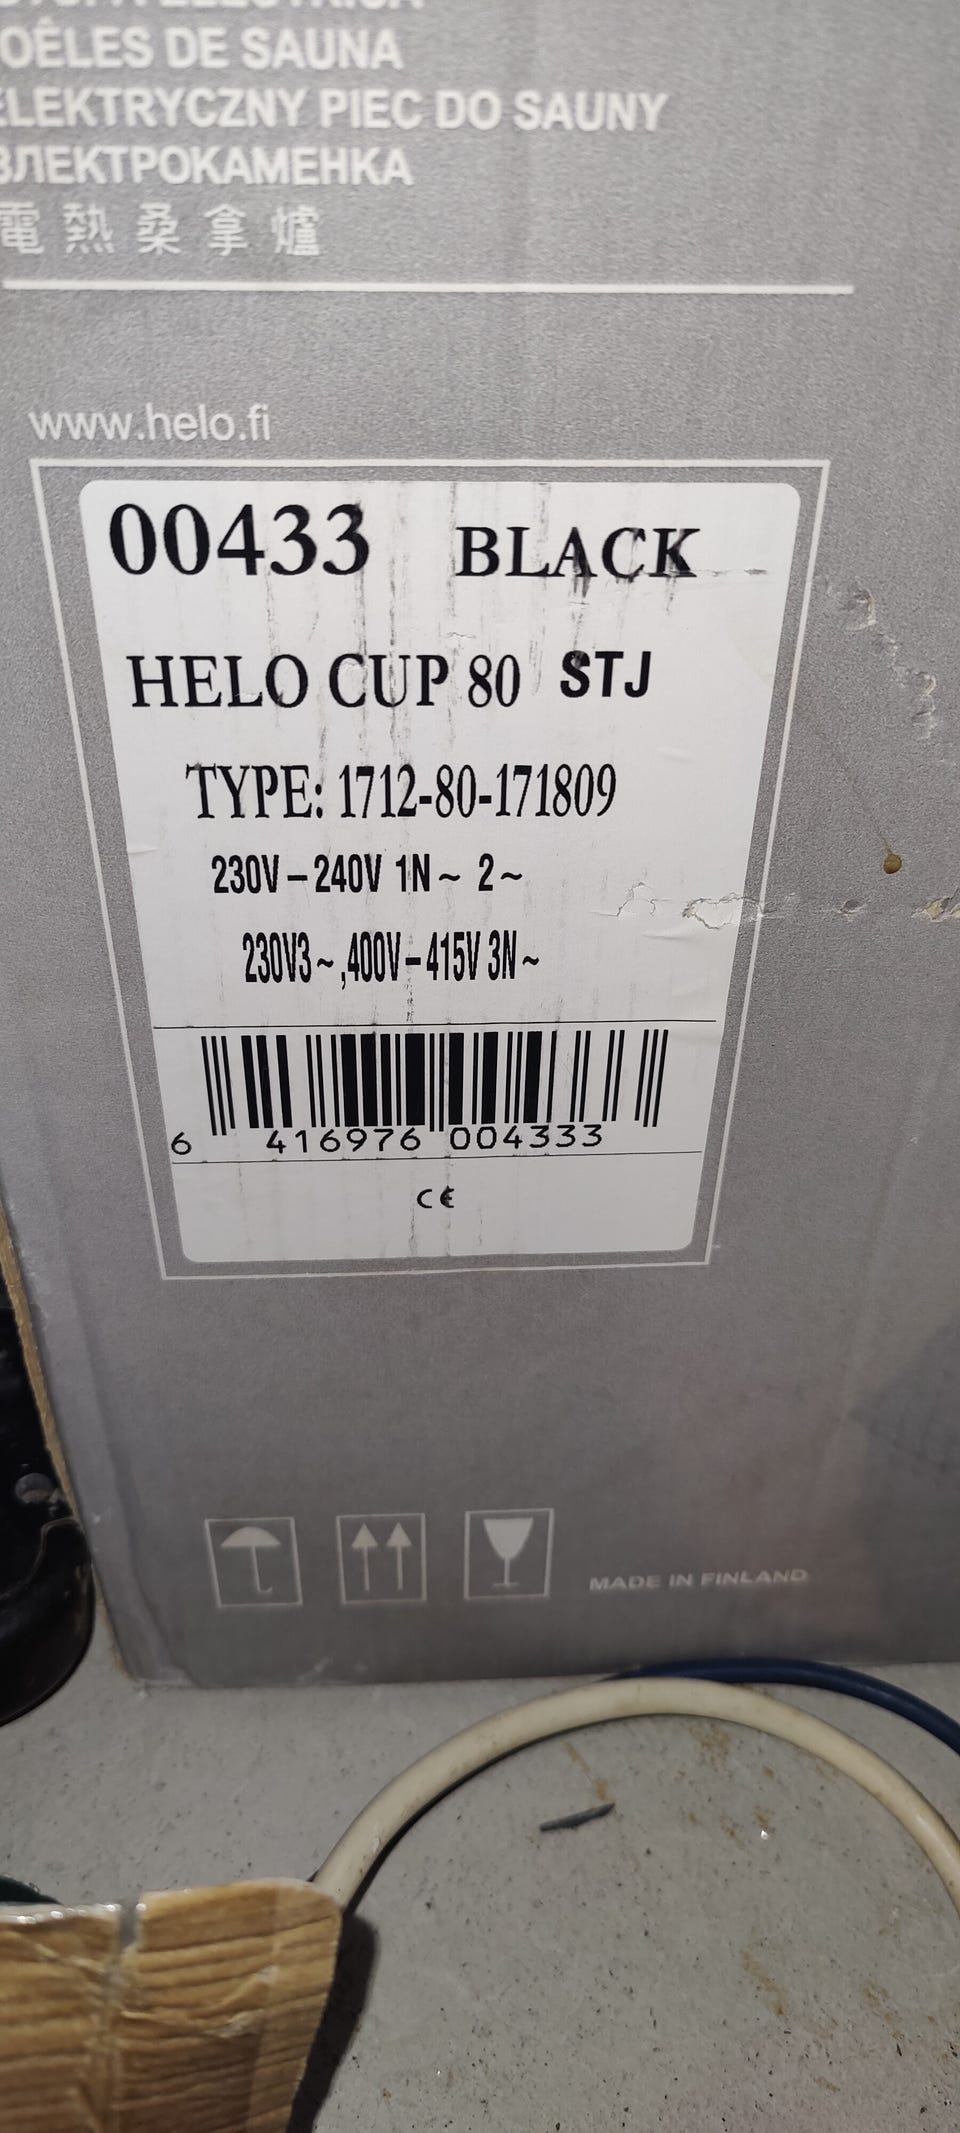 OÊLES DE SAUNA
ELEKTRYCZNY PIEC DO SAUNY
ЭЛЕКТРОКАМЕНКА
電熱桑拿爐
www.helo.fi
00433 BLACK
HELO CUP 80 STJ
TYPE: 1712-80-171809
230V – 240V 1N ~ 2 ~
230V3 ~ ,400V – 415V 3N ~
6 416976 004333
CE
MADE IN FINLAND